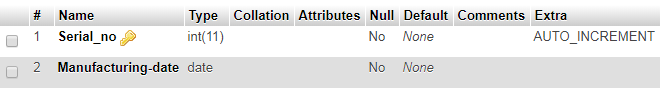 # Name Type Collation Attributes Null Default Comments Extra
1 Serial_no int(11) No None AUTO_INCREMENT
2 Manufacturing-date date No None